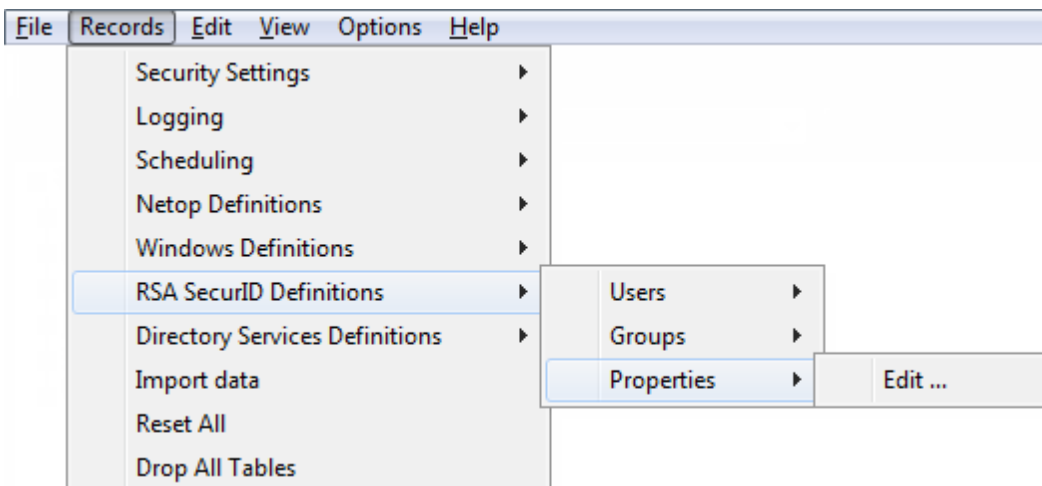 File Records Edit View Options Help
Security Settings
Logging
Scheduling
Netop Definitions
Windows Definitions
RSA SecurID Definitions Users
Directory Services Definitions Groups
Import data Properties Edit ...
Reset All
Drop All Tables